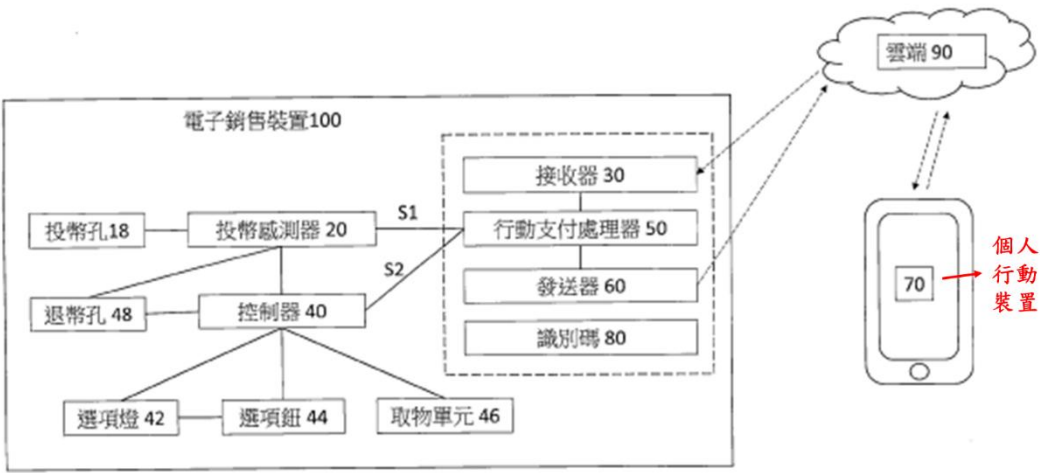 雲端 90
電子銷售裝置100
接收器 30
投幣孔18
投幣感測器 20
S1
行動支付處理器 50
S2
退幣孔 48
控制器 40
發送器 60
識別碼 80
選項燈 42
選項鈕 44
取物單元 46
70
個人
行動
裝置